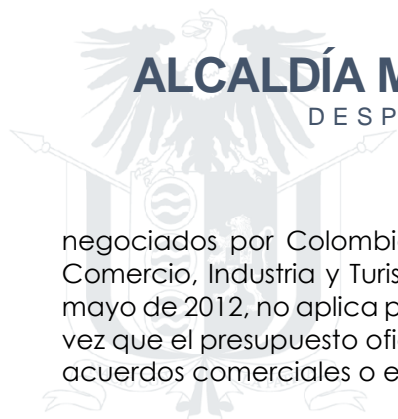 ALCALDÍA M
DESP
negociados por Colombi
Comercio, Industria y Turis
mayo de 2012, no aplica p
vez que el presupuesto ofi
acuerdos comerciales o e